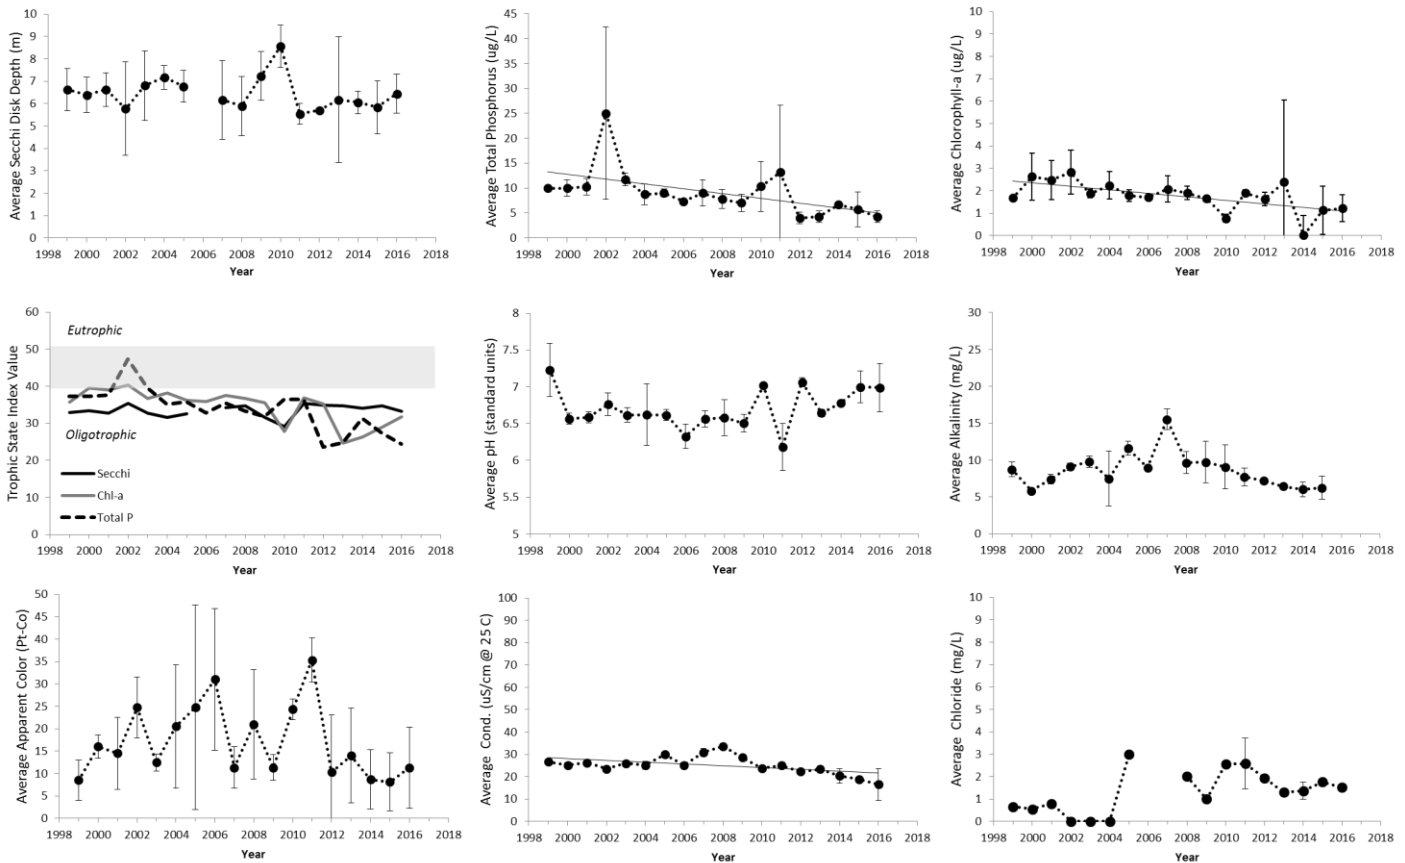 Average Secchi Disk Depth (m)
10
9
8
7
6
5
4
3
2
1
0
1998 2000 2002 2004 2006 2008 2010 2012 2014 2016 2018
Year
Average Total Phosphorus (ug/L)
45
40
35
30
25
20
15
10
5
0
1998 2000 2002 2004 2006 2008 2010 2012 2014 2016 2018
Year
Average Chlorophyll-a (ug/L)
10
9
8
7
6
5
4
3
2
1
0
1998 2000 2002 2004 2006 2008 2010 2012 2014 2016 2018
Year
Trophic State Index Value
60
50
40
30
20
10
0
Eutrophic
Oligotrophic
Secchi
Chl-a
Total P
1998 2000 2002 2004 2006 2008 2010 2012 2014 2016 2018
Year
Average pH (standard units)
8
7.5
7
6.5
6
5.5
5
1998 2000 2002 2004 2006 2008 2010 2012 2014 2016 2018
Year
Average Alkalinity (mg/L)
30
25
20
15
10
5
0
1998 2000 2002 2004 2006 2008 2010 2012 2014 2016 2018
Year
Average Apparent Color (Pt-Co)
50
45
40
35
30
25
20
15
10
5
0
1998 2000 2002 2004 2006 2008 2010 2012 2014 2016 2018
Year
Average Cond. (uS/cm @ 25 C)
100
90
80
70
60
50
40
30
20
10
0
1998 2000 2002 2004 2006 2008 2010 2012 2014 2016 2018
Year
Average Chloride (mg/L)
10
9
8
7
6
5
4
3
2
1
0
1998 2000 2002 2004 2006 2008 2010 2012 2014 2016 2018
Year